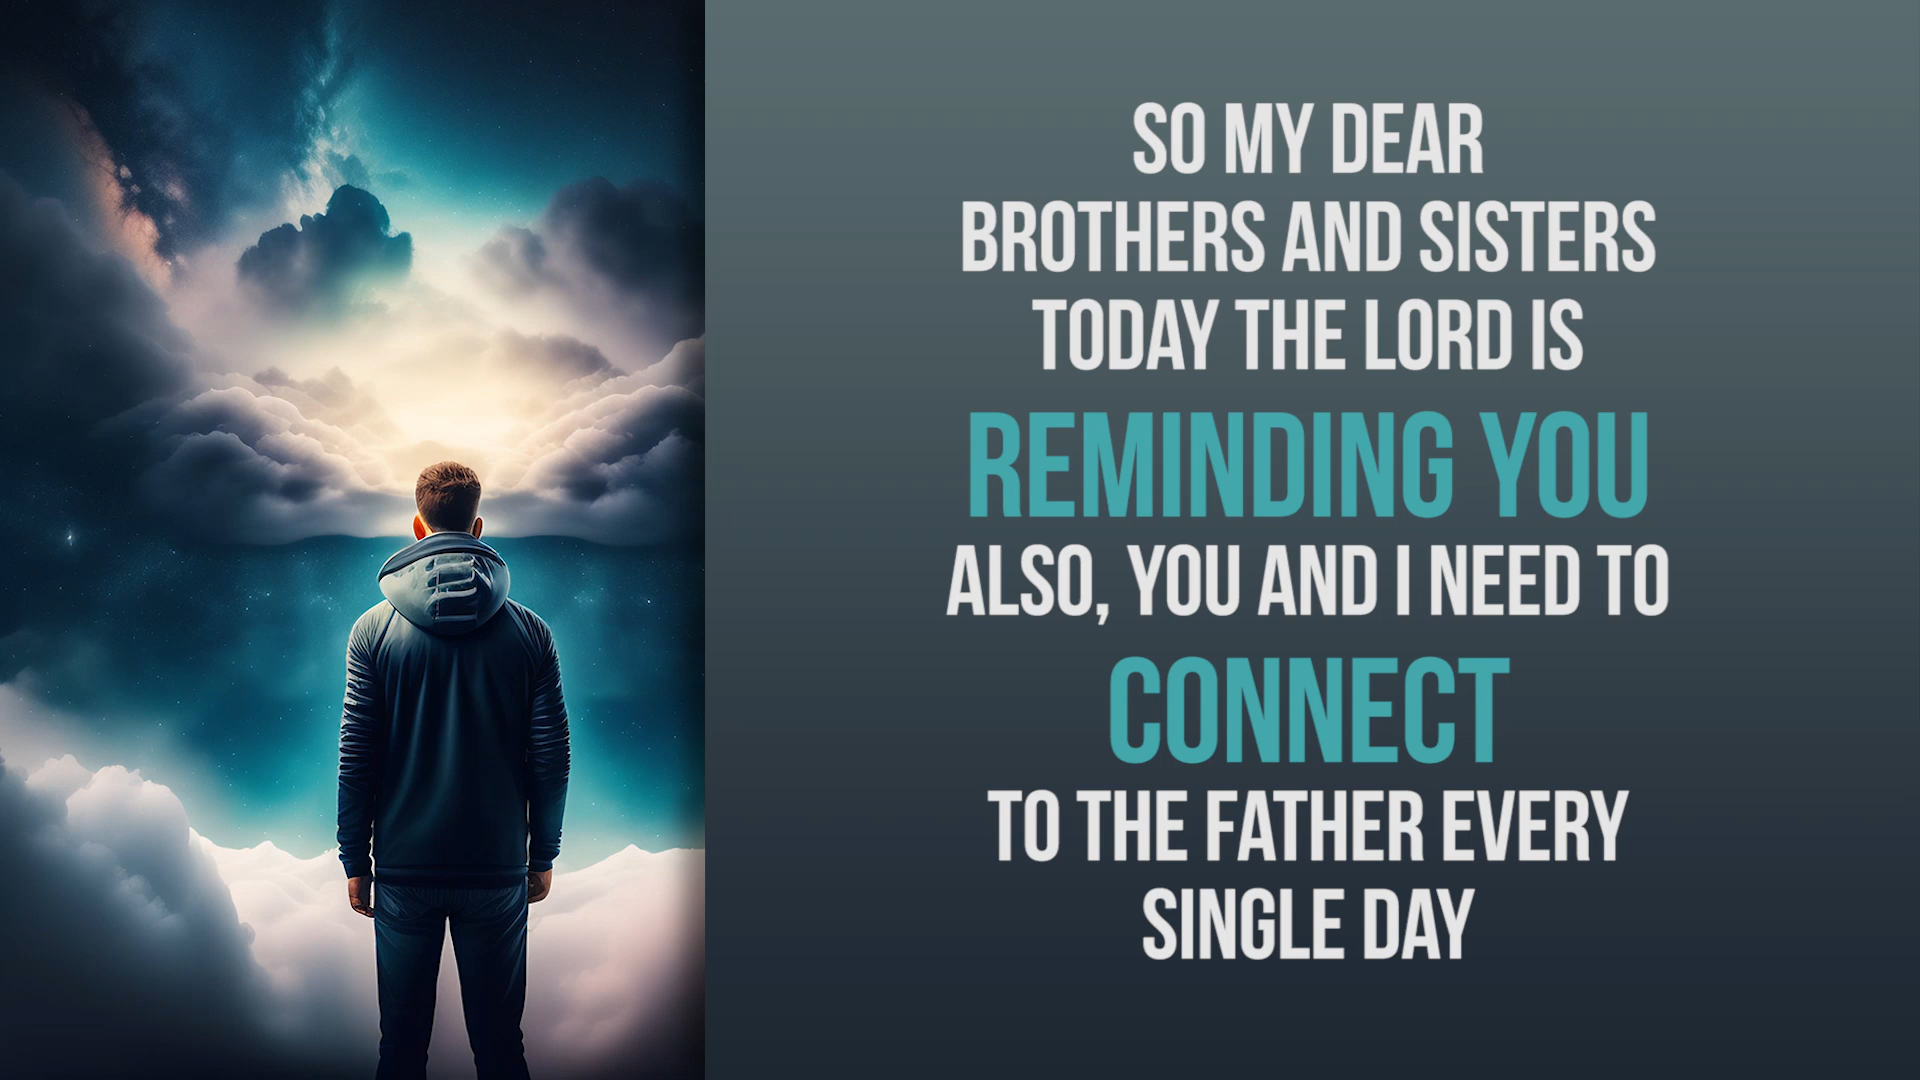 SO MY DEAR
BROTHERS AND SISTERS
TODAY THE LORD IS
REMINDING YOU
ALSO, YOU AND I NEED TO
CONNECT
TO THE FATHER EVERY
SINGLE DAY